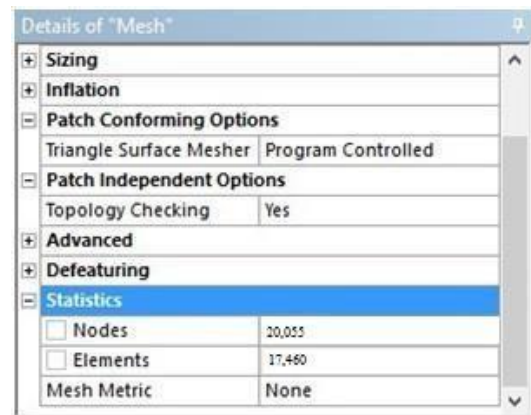 Details of "Mesh"
Sizing
Inflation
Patch Conforming Options
Triangle Surface Mesher Program Controlled
Patch Independent Options
Topology Checking Yes
Advanced
Defeaturing
Statistics
Nodes 20,055
Elements 17,460
Mesh Metric None